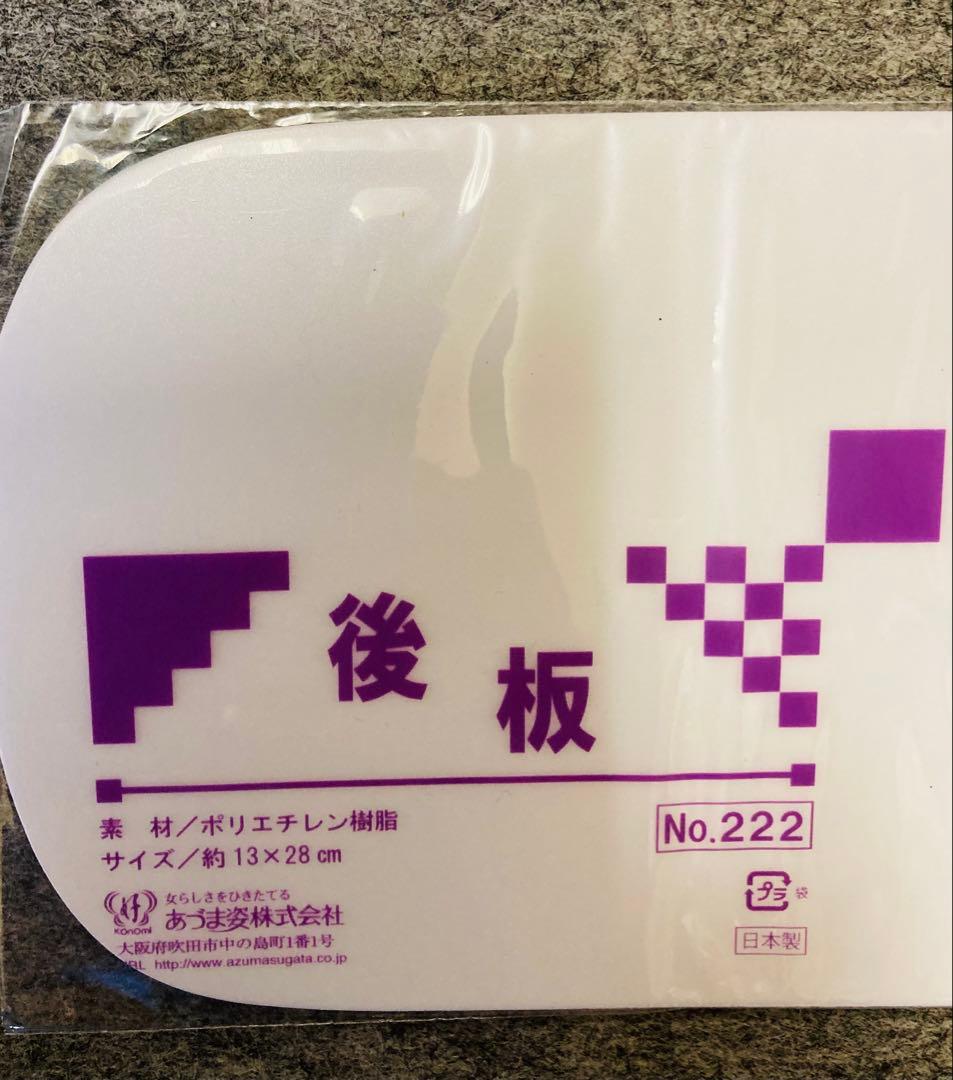 後板
素　材／ポリエチレン樹脂
サイズ／約13×28㎝
No.222
プラ 袋
日本製
Konomi
女らしさをひきたてる
あづま姿株式会社
大阪府吹田市中の島町1番1号
URL http://www.azumasugata.co.jp